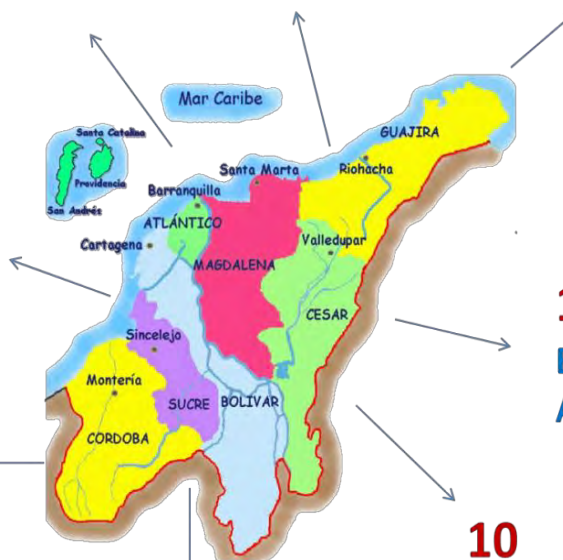 Mar Caribe
GUAJIRA
Santa Catalina
Santa Marta
Riohacha
Providencia
Barranquilla
San Andrés
ATLÁNTICO
Cartagena
Valledupar
MAGDALENA
CESAR
Sincelejo
Montería
SUCRE
BOLIVAR
CORDOBA
10